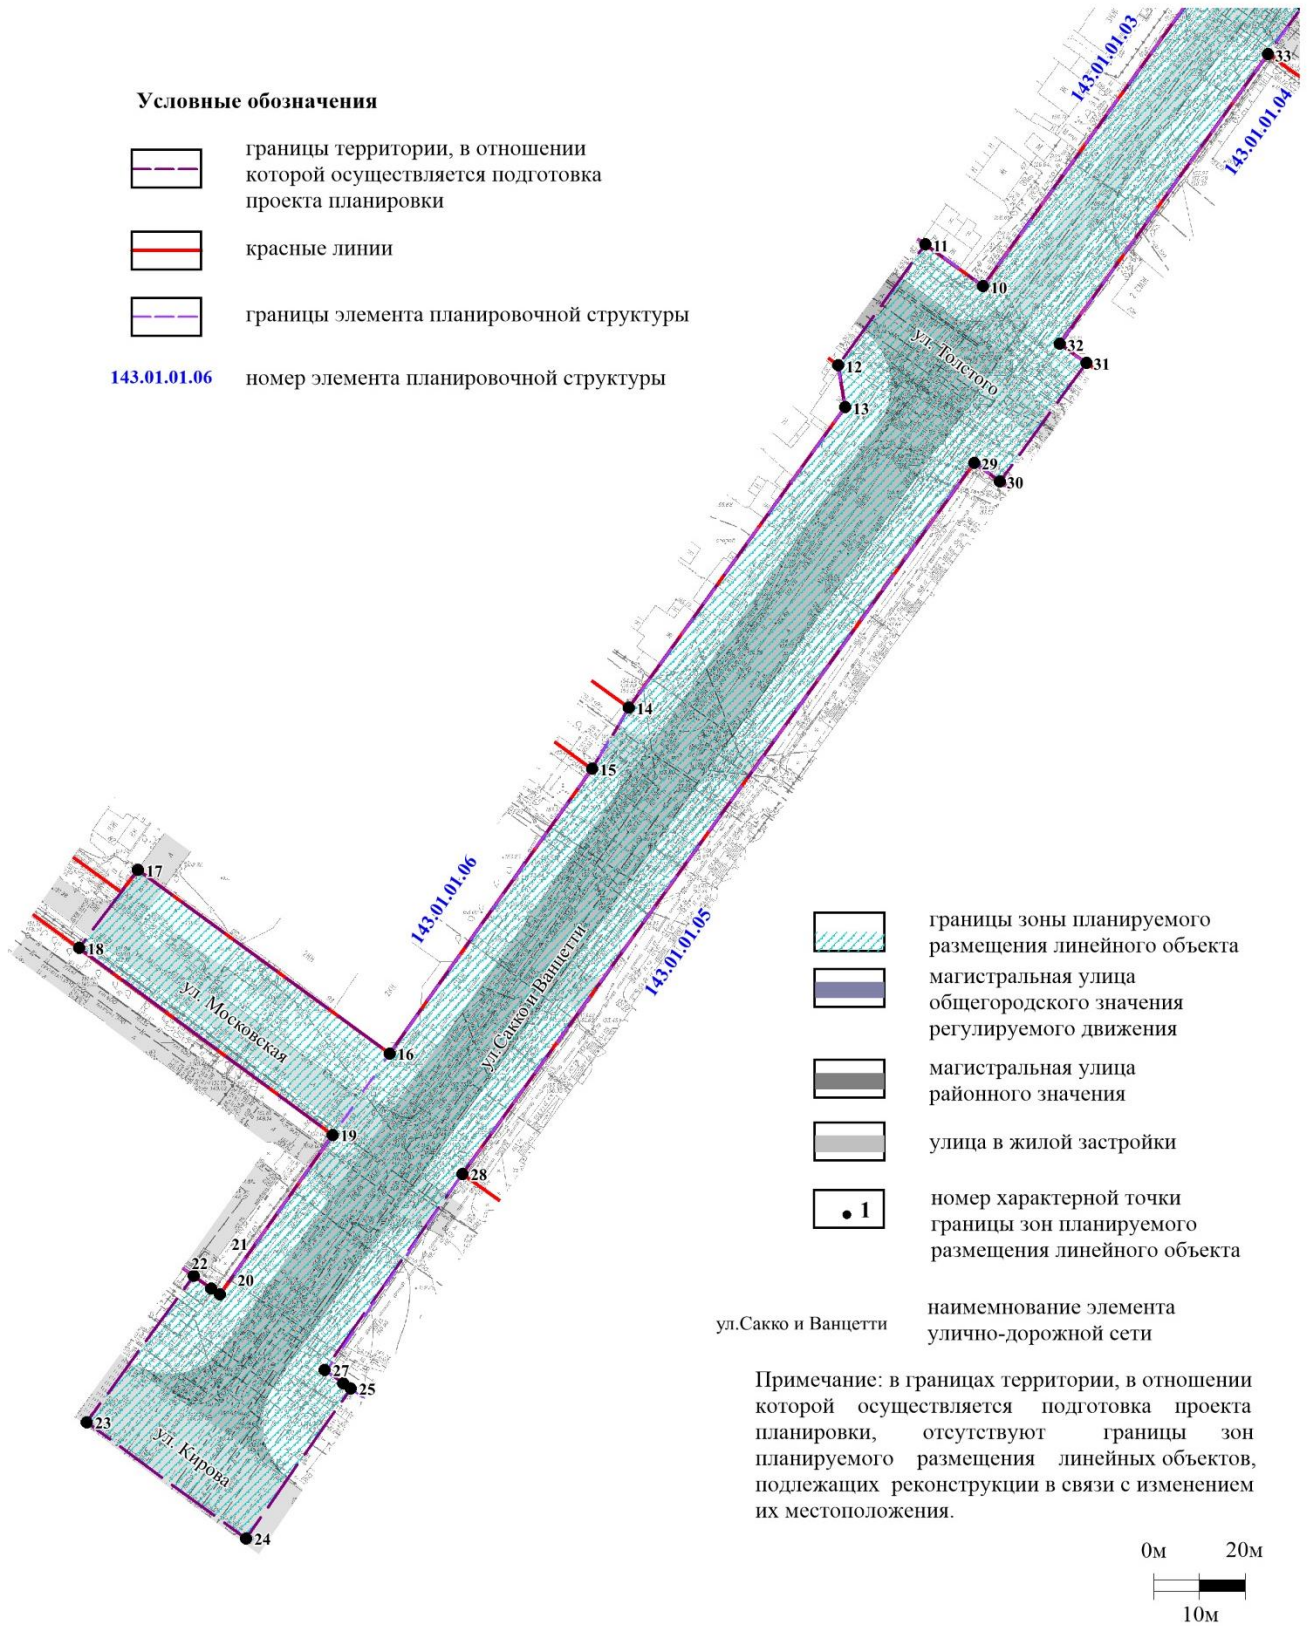 Условные обозначения
границы территории, в отношении
которой осуществляется подготовка
проекта планировки
красные линии
границы элемента планировочной структуры
143.01.01.06
номер элемента планировочной структуры
143.01.01.03
33
143.01.01.04
11
10
ул. Толстого
32
31
12
13
29
30
14
15
143.01.01.06
143.01.01.05
17
18
ул. Московская
16
ул.Сакко и Ванцетти
19
28
21
22
20
27
25
23
ул. Кирова
24
границы зоны планируемого
размещения линейного объекта
магистральная улица
общегородского значения
регулируемого движения
магистральная улица
районного значения
улица в жилой застройки
1
номер характерной точки
границы зон планируемого
размещения линейного объекта
ул.Сакко и Ванцетти
наимемнование элемента
улично-дорожной сети
Примечание: в границах территории, в отношении
которой осуществляется подготовка проекта
планировки, отсутствуют границы зон
планируемого размещения линейных объектов,
подлежащих реконструкции в связи с изменением
их местоположения.
0м 20м
10м